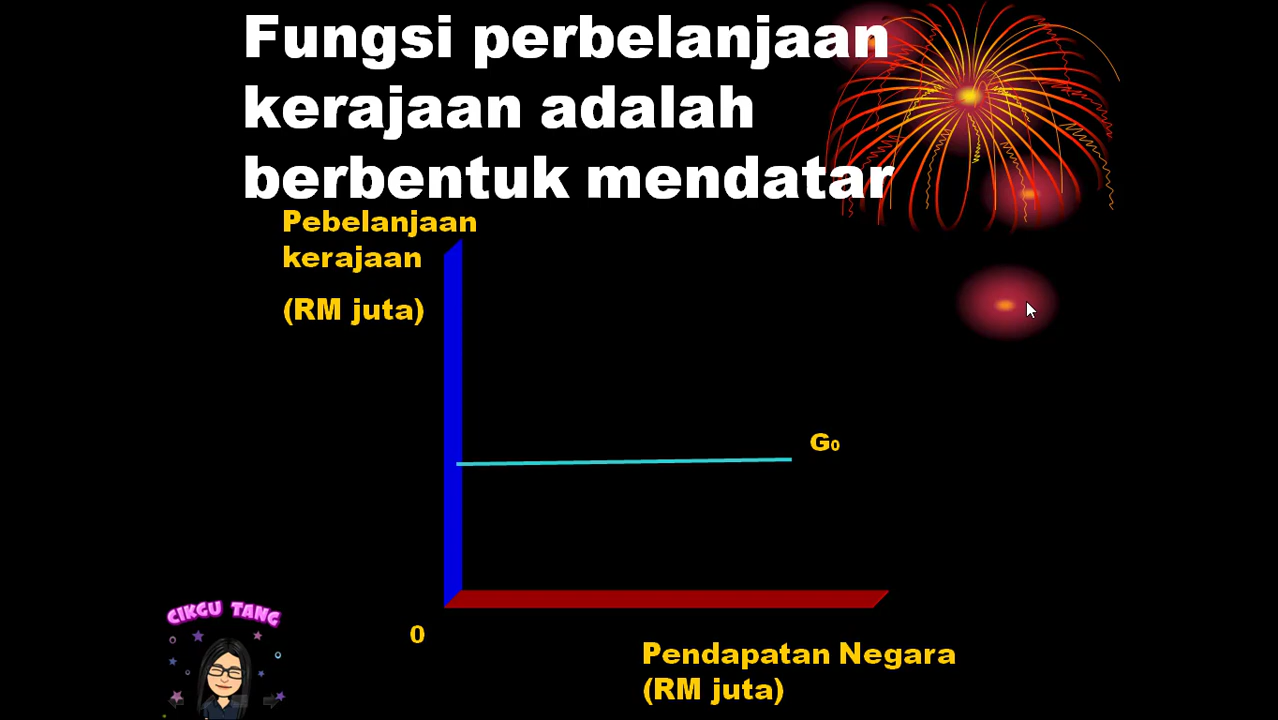 Fungsi perbelanjaan
kerajaan adalah
berbentuk mendatar
Pebelanjaan
kerajaan
(RM juta)
G₀
0
Pendapatan Negara
(RM juta)
CIKGU TANG